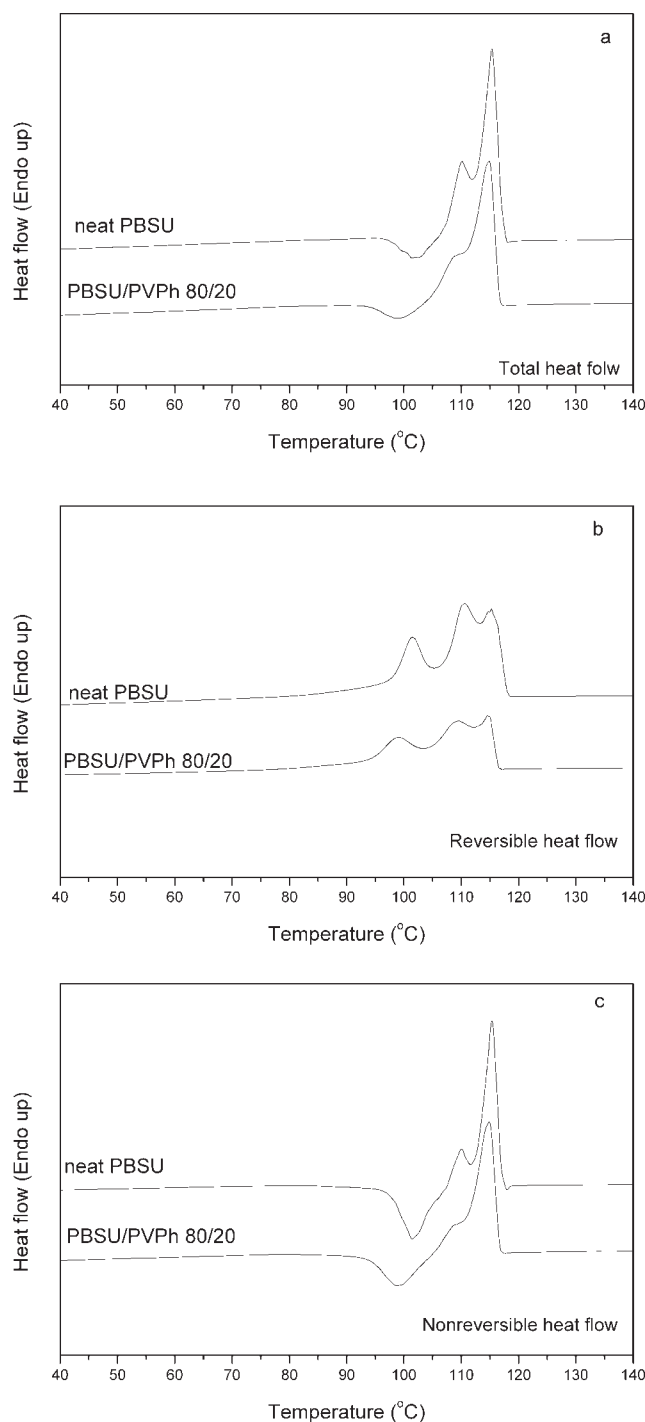 a
Heat flow (Endo up)
neat PBSU
PBSU/PVPh 80/20
Total heat folw
40 50 60 70 80 90 100 110 120 130 140
Temperature (°C)
b
Heat flow (Endo up)
neat PBSU
PBSU/PVPh 80/20
Reversible heat flow
40 50 60 70 80 90 100 110 120 130 140
Temperature (°C)
c
Heat flow (Endo up)
neat PBSU
PBSU/PVPh 80/20
Nonreversible heat flow
40 50 60 70 80 90 100 110 120 130 140
Temperature (°C)